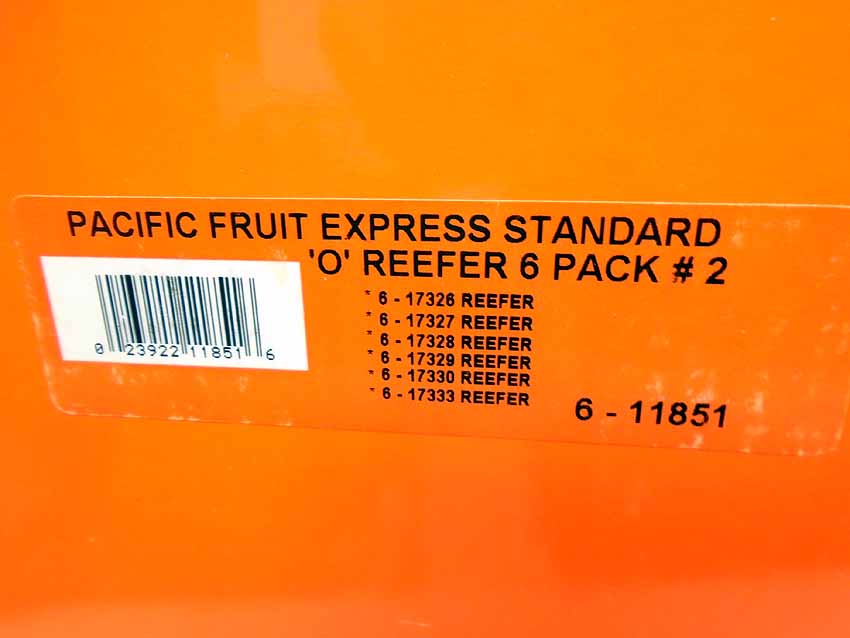 PACIFIC FRUIT EXPRESS STANDARD
'O' REEFER 6 PACK # 2
* 6 - 17326 REEFER
* 6 - 17327 REEFER
* 6 - 17328 REEFER
* 6 - 17329 REEFER
* 6 - 17330 REEFER
* 6 - 17333 REEFER
0 23922 11851 6
6 - 11851